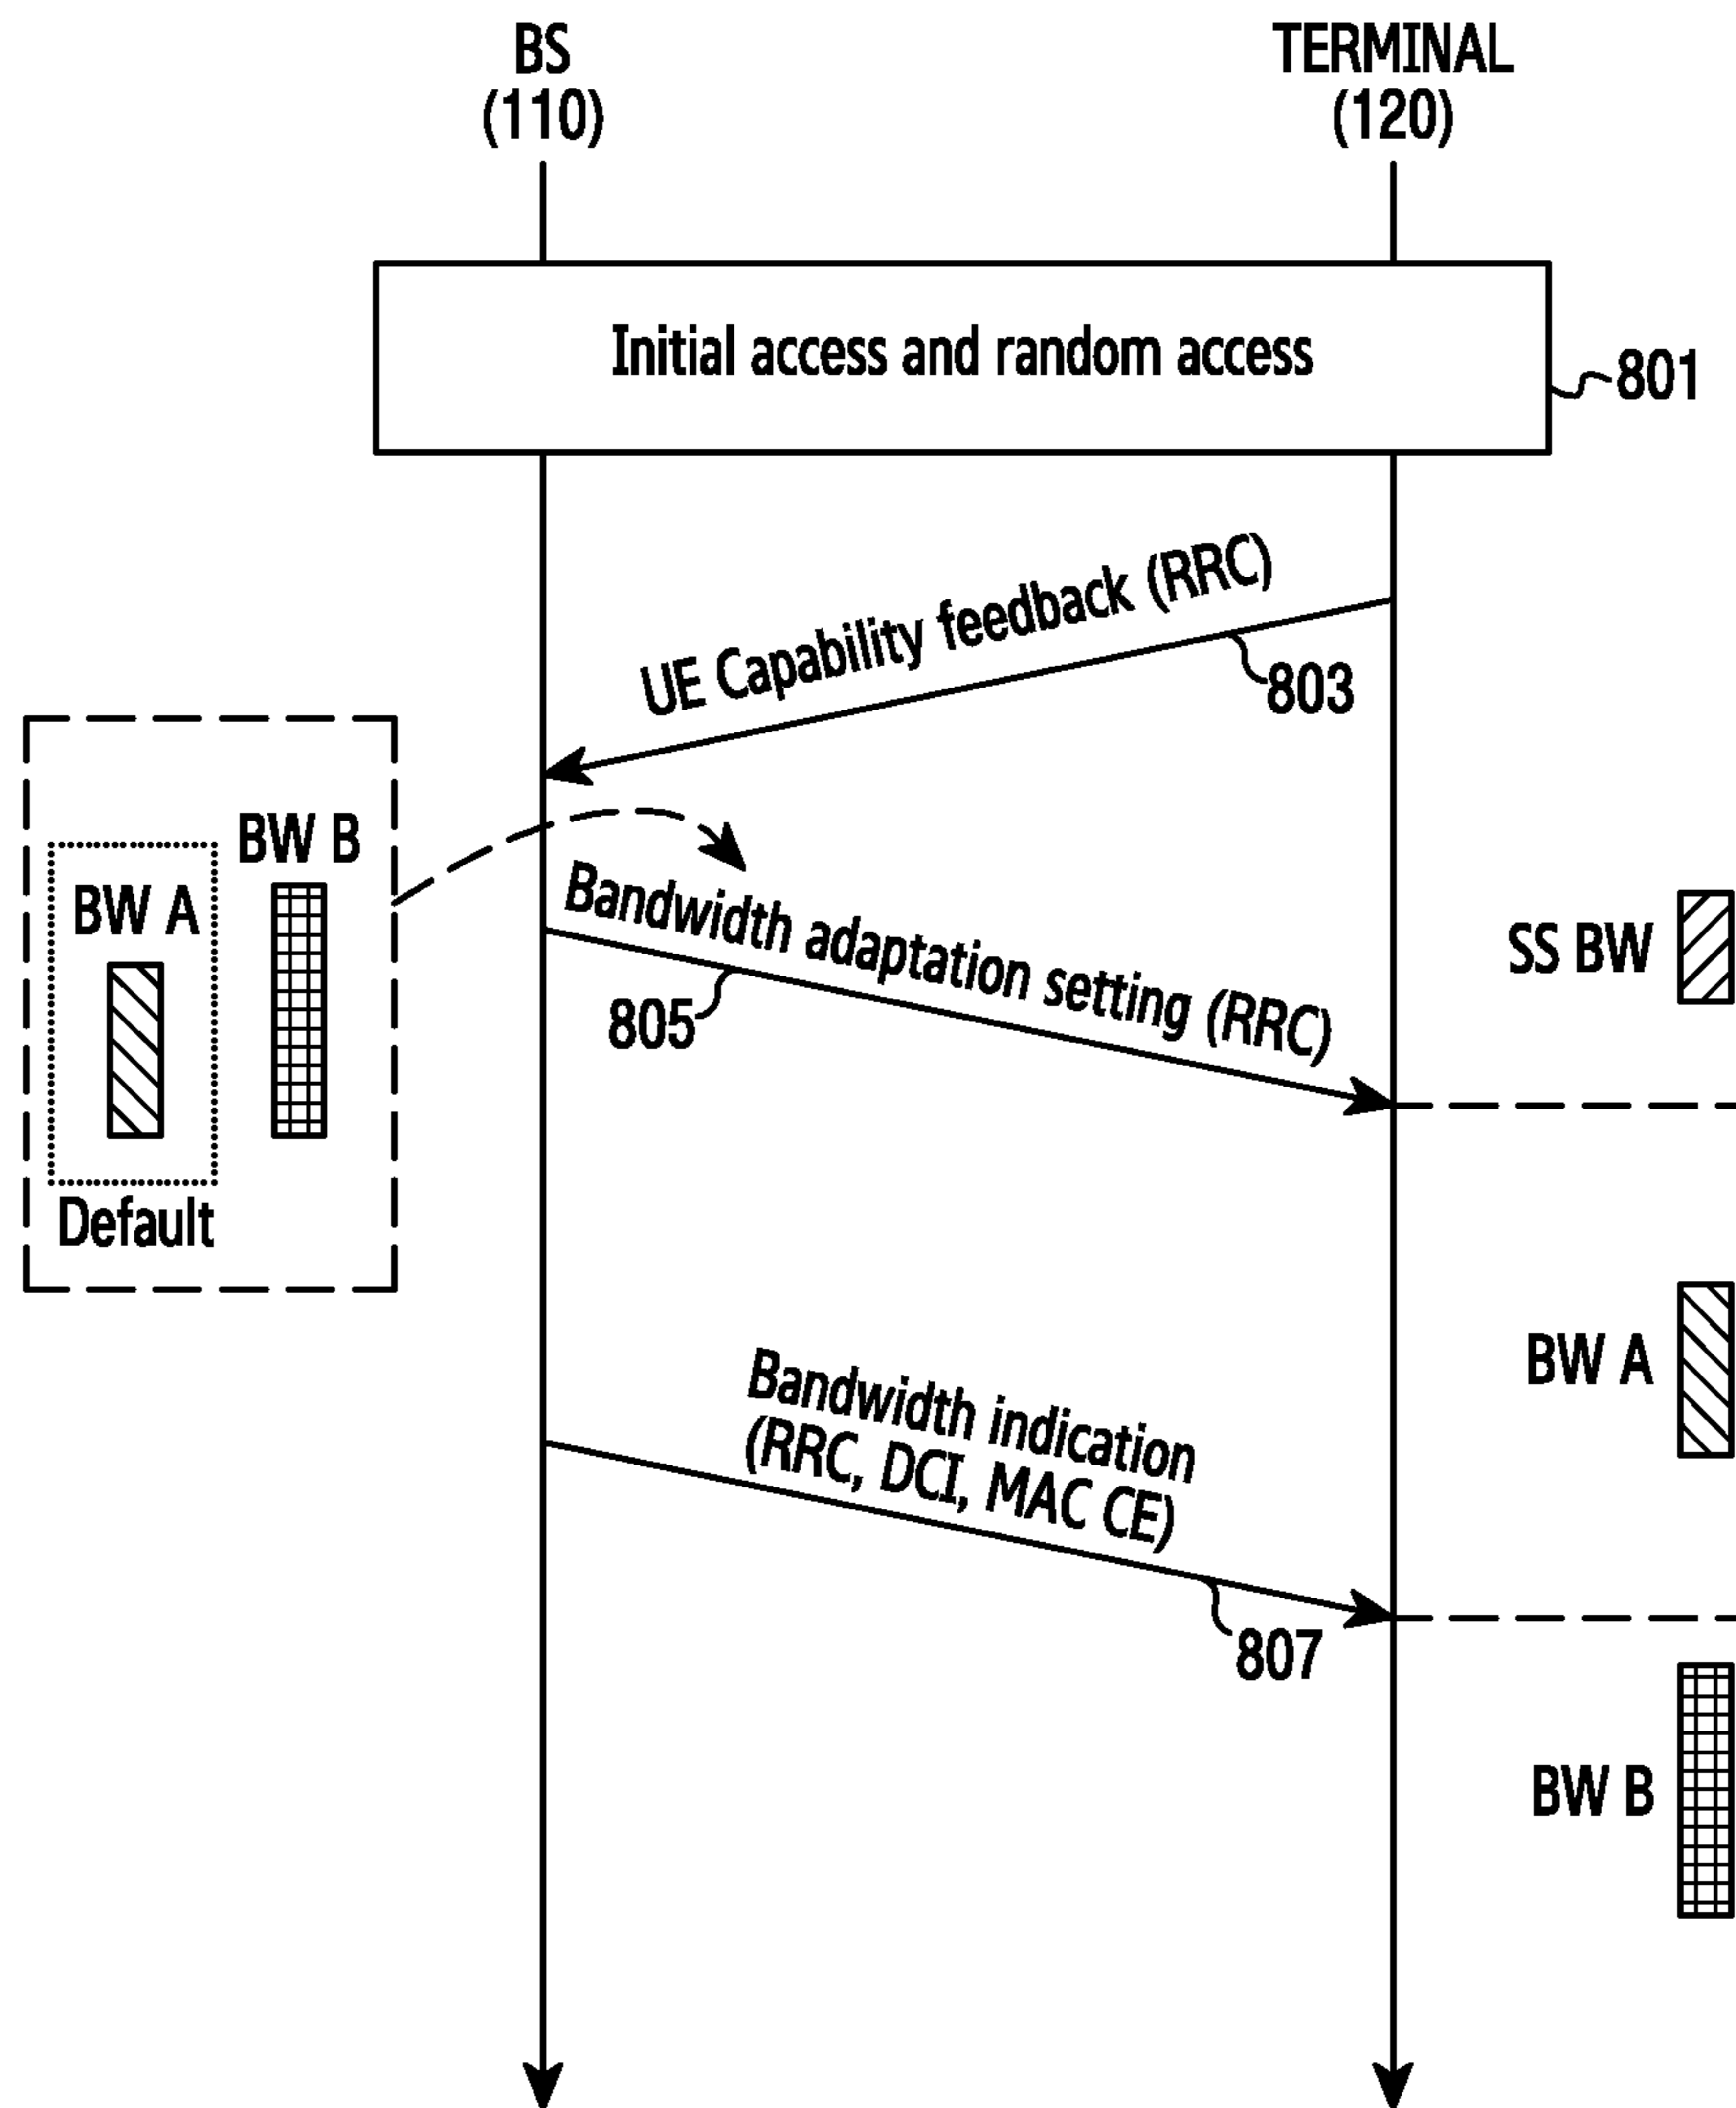 BS
(110)
TERMINAL
(120)
Initial access and random access
801
UE Capability feedback (RRC)
803
BW B
BW A
Default
Bandwidth adaptation setting (RRC)
805
SS BW
BW A
Bandwidth indication
(RRC, DCI, MAC CE)
807
BW B